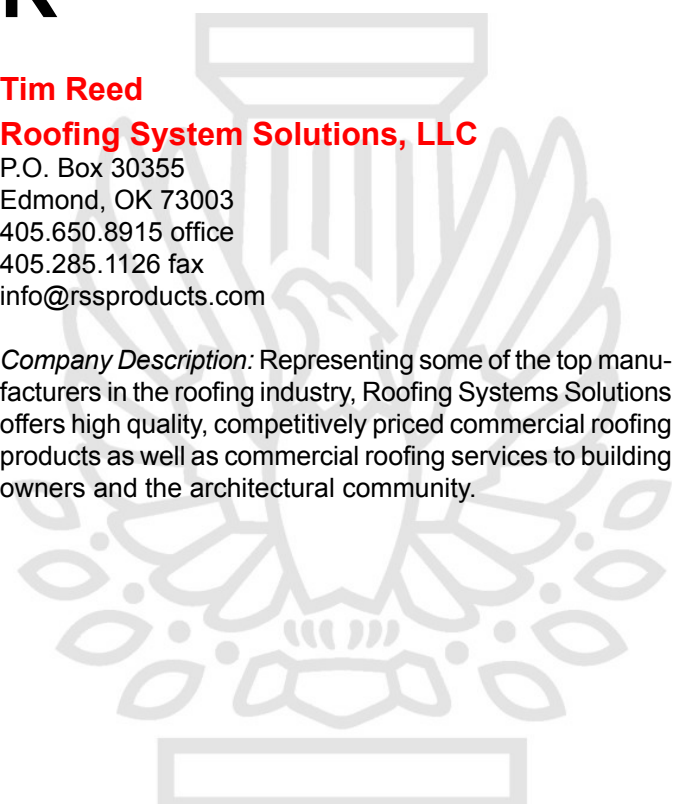 R
Tim Reed
Roofing System Solutions, LLC
P.O. Box 30355
Edmond, OK 73003
405.650.8915 office
405.285.1126 fax
info@rssproducts.com
Company Description: Representing some of the top manu-
facturers in the roofing industry, Roofing Systems Solutions
offers high quality, competitively priced commercial roofing
products as well as commercial roofing services to building
owners and the architectural community.